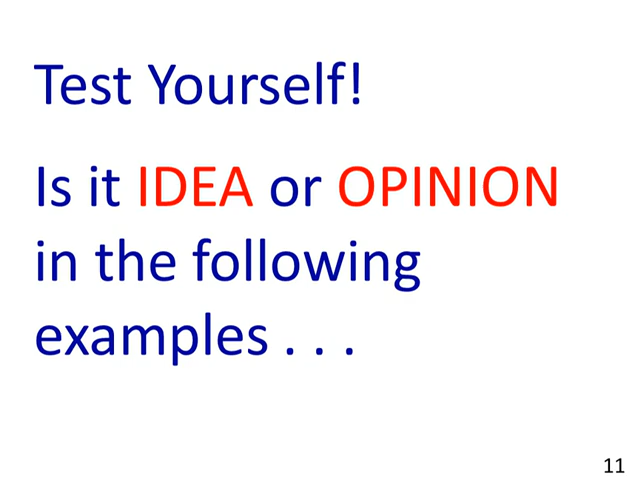 Test Yourself!
Is it IDEA or OPINION
in the following
examples . . .
11